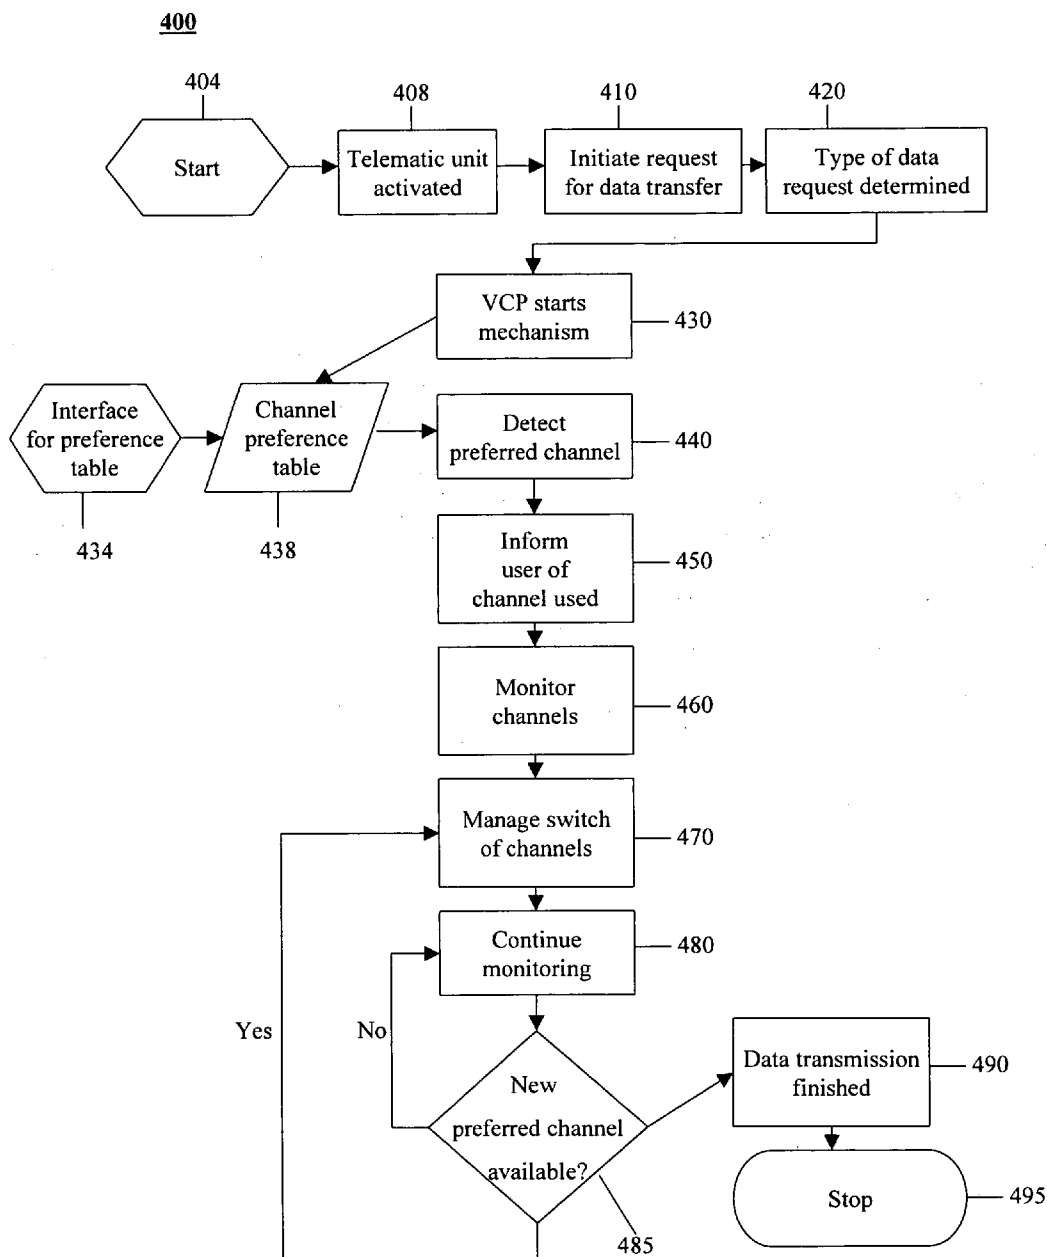 400
404
408
410
420
Start
Telematic unit
activated
Initiate request
for data transfer
Type of data
request determined
VCP starts
mechanism
430
Interface
for preference
table
434
Channel
preference
table
438
Detect
preferred channel
440
Inform
user of
channel used
450
Monitor
channels
460
Manage switch
of channels
470
Continue
monitoring
480
Yes
No
New
preferred channel
available?
485
Data transmission
finished
490
Stop
495